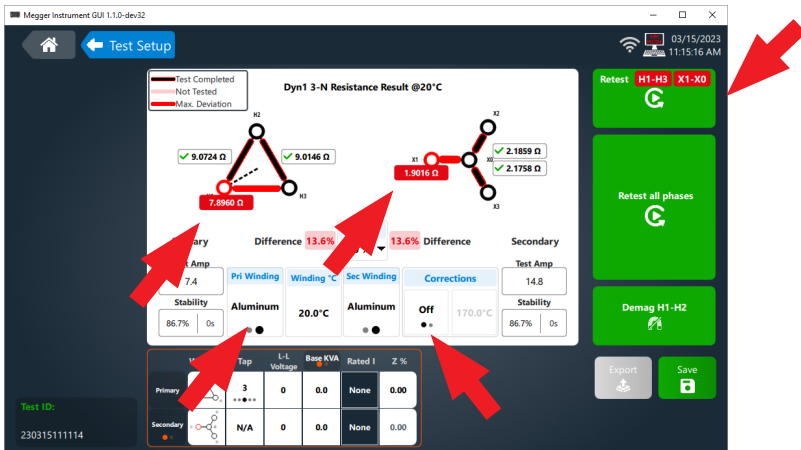 Megger Instrument GUI 1.1.0-dev32
Test Setup
03/15/2023
11:15:16 AM
Test Completed
Not Tested
Max. Deviation
Dyn1 3-N Resistance Result @20°C
H2
9.0724 Ω
9.0146 Ω
H3
7.8960 Ω
X2
X1
X0
2.1859 Ω
2.1758 Ω
1.9016 Ω
X3
Retest H1-H3 X1-X0
Retest all phases
Demag H1-H2
Export
Save
Difference 13.6%
13.6% Difference
Secondary
Test Amp
7.4
14.8
Stability
86.7% 0s
Stability
86.7% 0s
Pri Winding
Aluminum
Winding °C
20.0°C
Sec Winding
Aluminum
Corrections
Off
170.0°C
Tap
L-L Voltage
Base KVA
Rated I
Z %
Primary
3
0
0.0
None
0.00
Secondary
N/A
0
0.0
None
0.00
Test ID:
230315111114